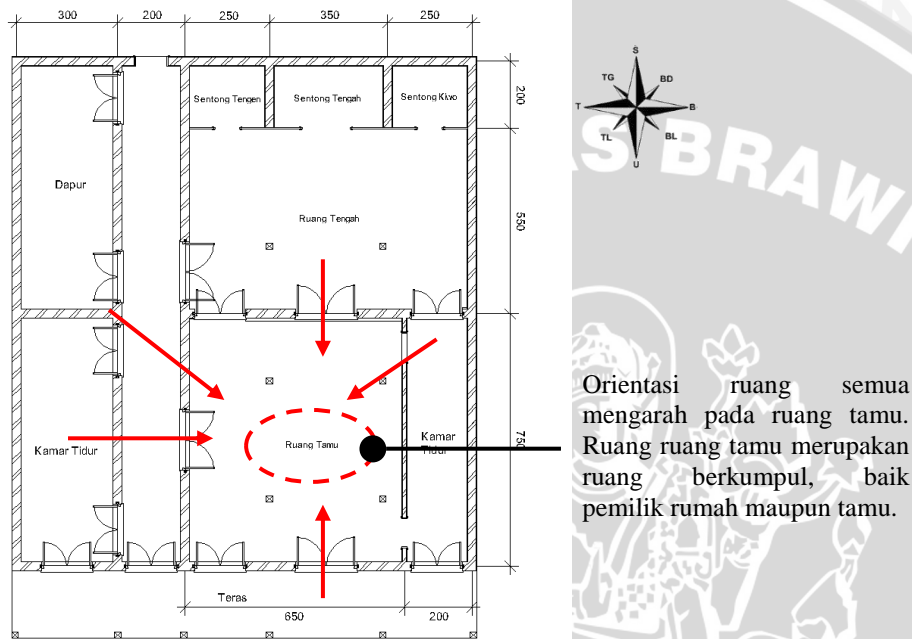 300 200 250 350 250
S
TG BD
T B
TL BL
U
Sentong Tengen Sentong Tengah Sentong Kiwo
200
Dapur
Ruang Tengah
550
Orientasi ruang semua
mengarah pada ruang tamu.
Ruang ruang tamu merupakan
ruang berkumpul, baik
pemilik rumah maupun tamu.
Kamar Tidur
Ruang Tamu
Kamar
Tidur
750
Teras
650 200
S BRAW